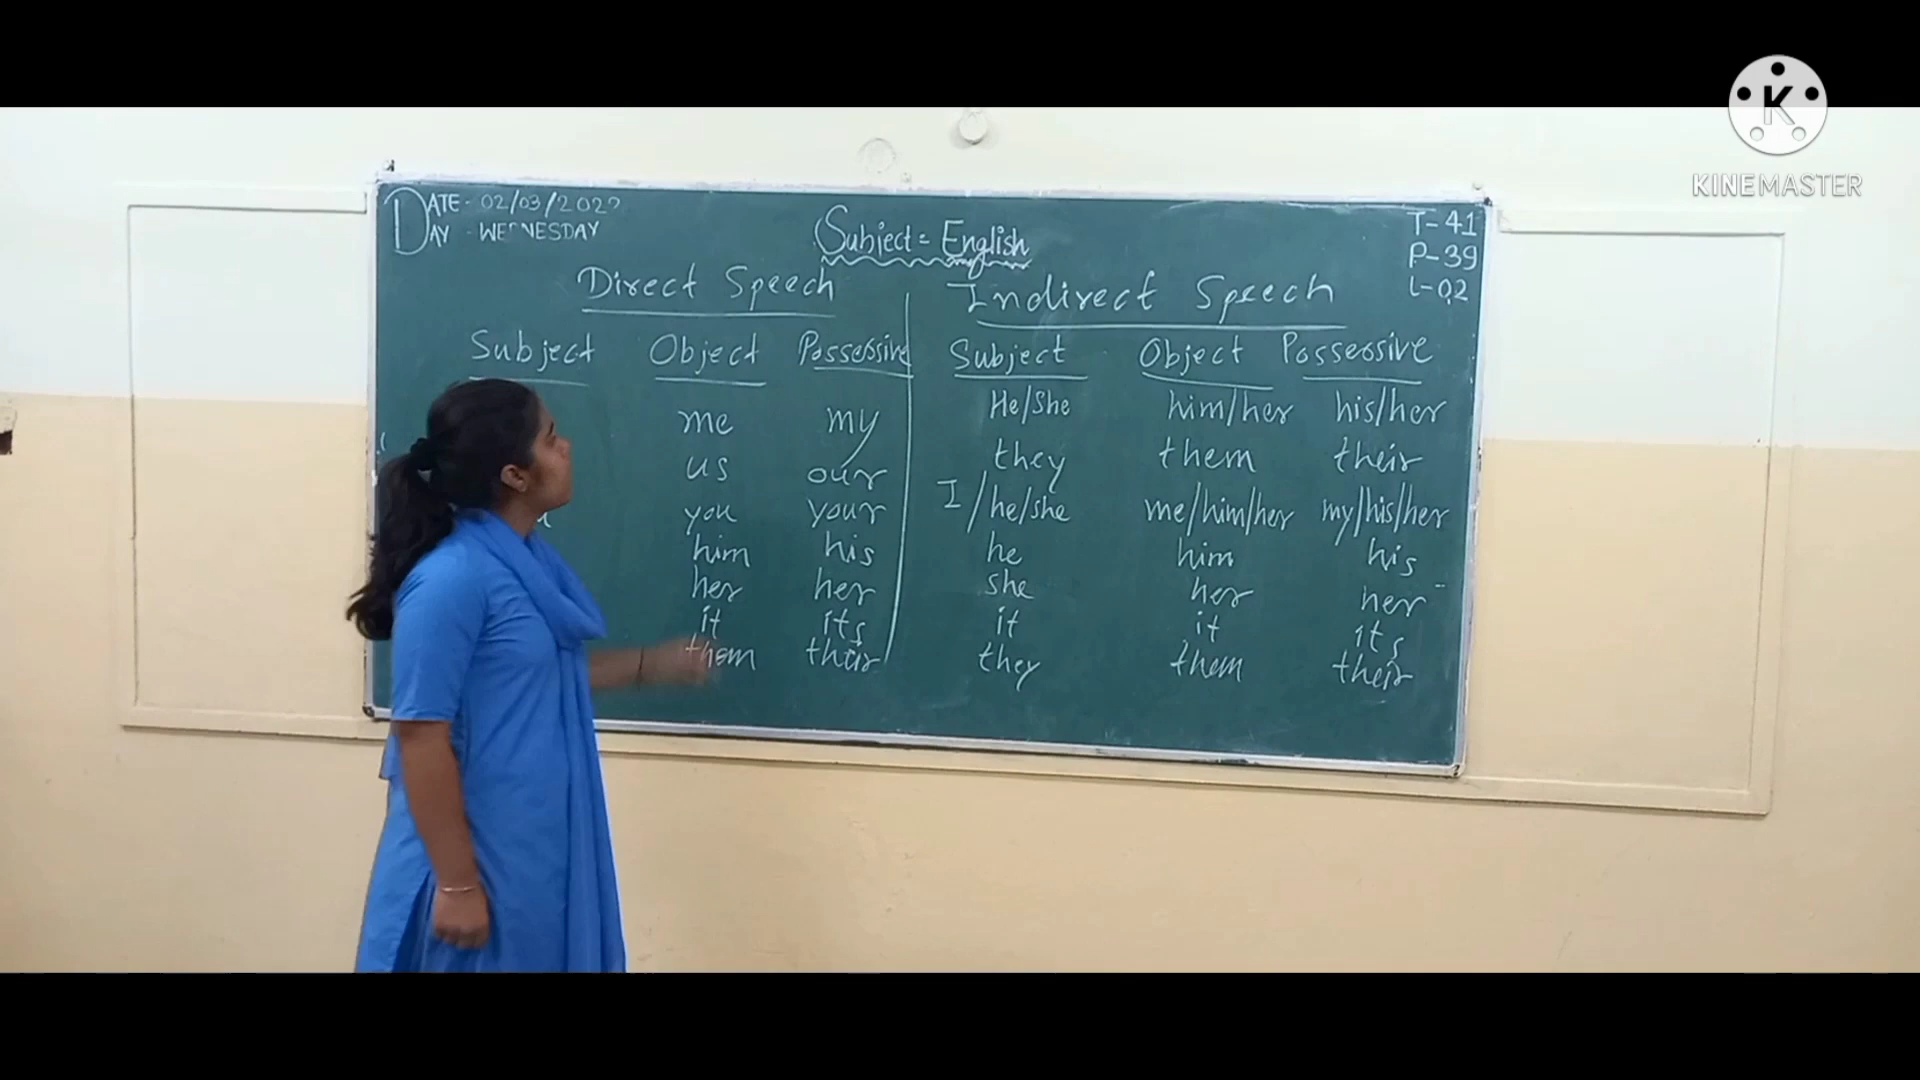 K
KINEMASTER
DATE - 02/03/2022
DAY - WEDNESDAY
Subject = English
T-41
P-39
L-02
Direct Speech Indirect Speech
Subject Object Possessive Subject Object Possessive
me my He/She him/her his/her
us our they them their
you your I/he/she me/him/her my/his/her
him his he him his
her her she her her
it its it it its
them their they them their